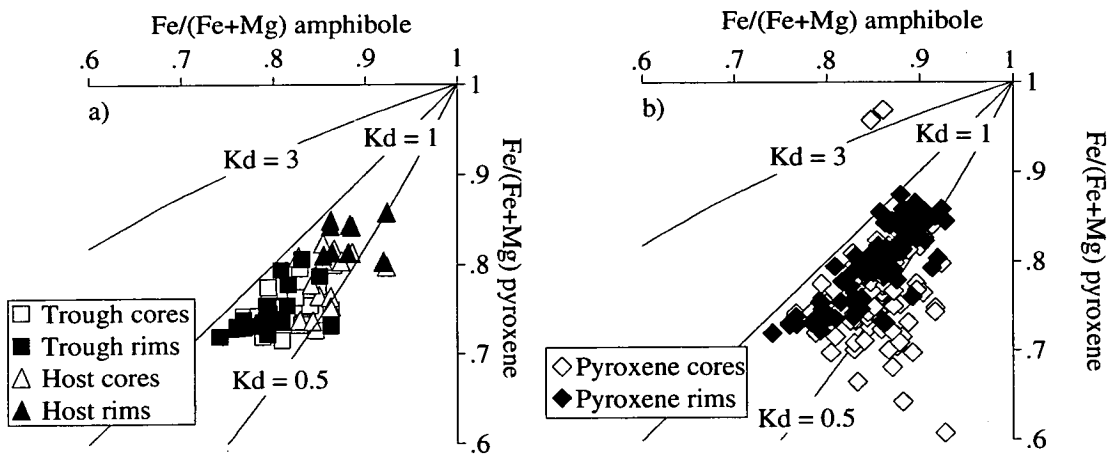 Fe/(Fe+Mg) amphibole
.6 .7 .8 .9 1
a)
1
Kd = 1
Kd = 3
.9
.8
.7
.6
Fe/(Fe+Mg) pyroxene
Kd = 0.5
Trough cores
Trough rims
Host cores
Host rims
Fe/(Fe+Mg) amphibole
.6 .7 .8 .9 1
b)
1
Kd = 1
Kd = 3
.9
.8
.7
.6
Fe/(Fe+Mg) pyroxene
Kd = 0.5
Pyroxene cores
Pyroxene rims